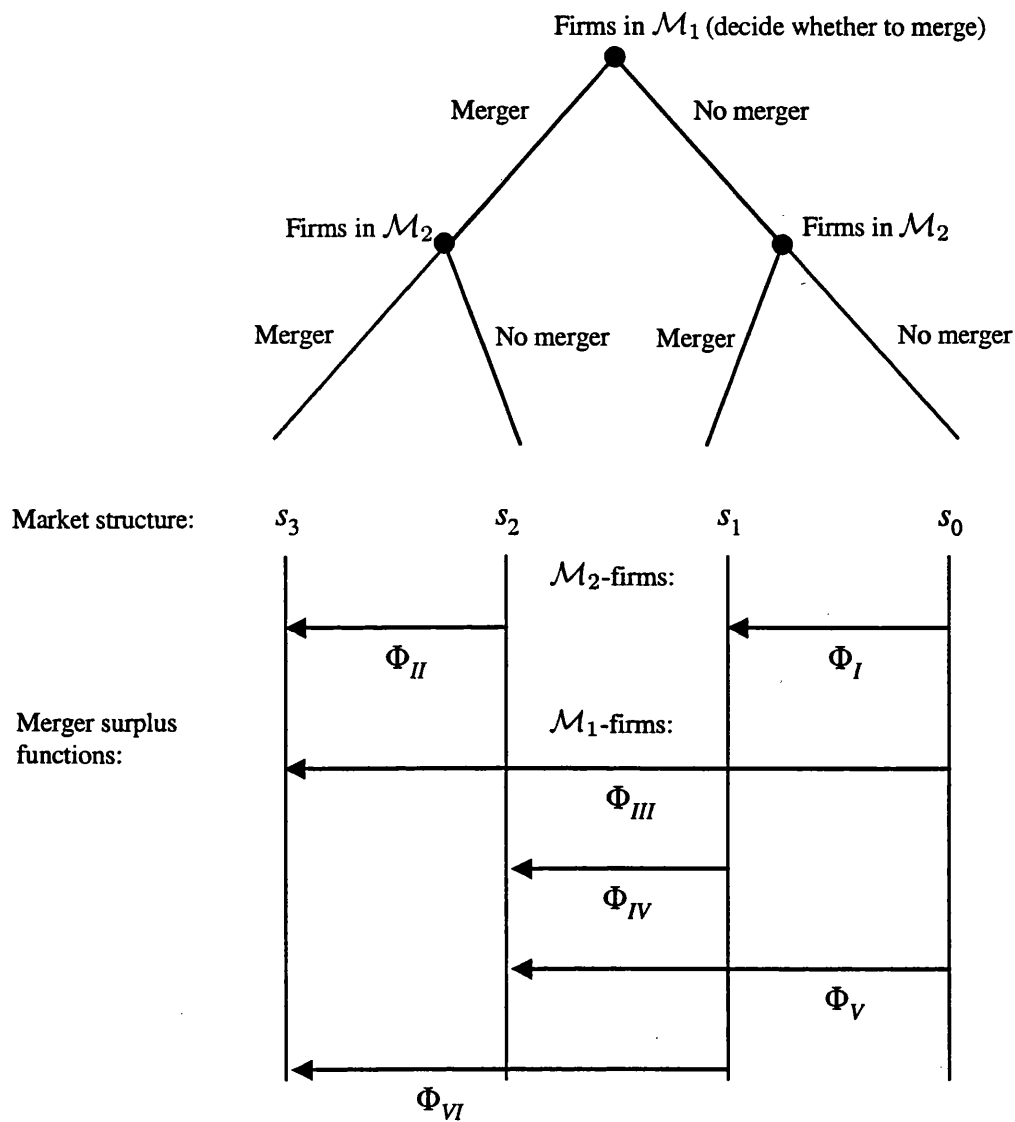 Firms in ℳ₁ (decide whether to merge)
Merger
No merger
Firms in ℳ₂
Firms in ℳ₂
Merger
No merger
Merger
No merger
Market structure:
s₃
s₂
s₁
s₀
ℳ₂-firms:
Φ_II
Φ_I
Merger surplus
functions:
ℳ₁-firms:
Φ_III
Φ_IV
Φ_V
Φ_VI